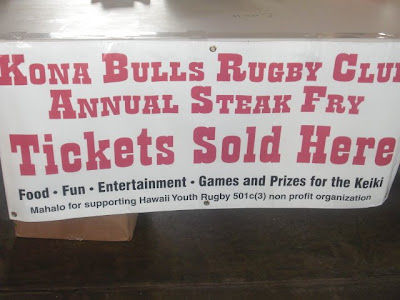 KONA BULLS RUGBY CLUB
ANNUAL STEAK FRY
Tickets Sold Here
Food • Fun • Entertainment • Games and Prizes for the Keiki
Mahalo for supporting Hawaii Youth Rugby 501c(3) non profit organization